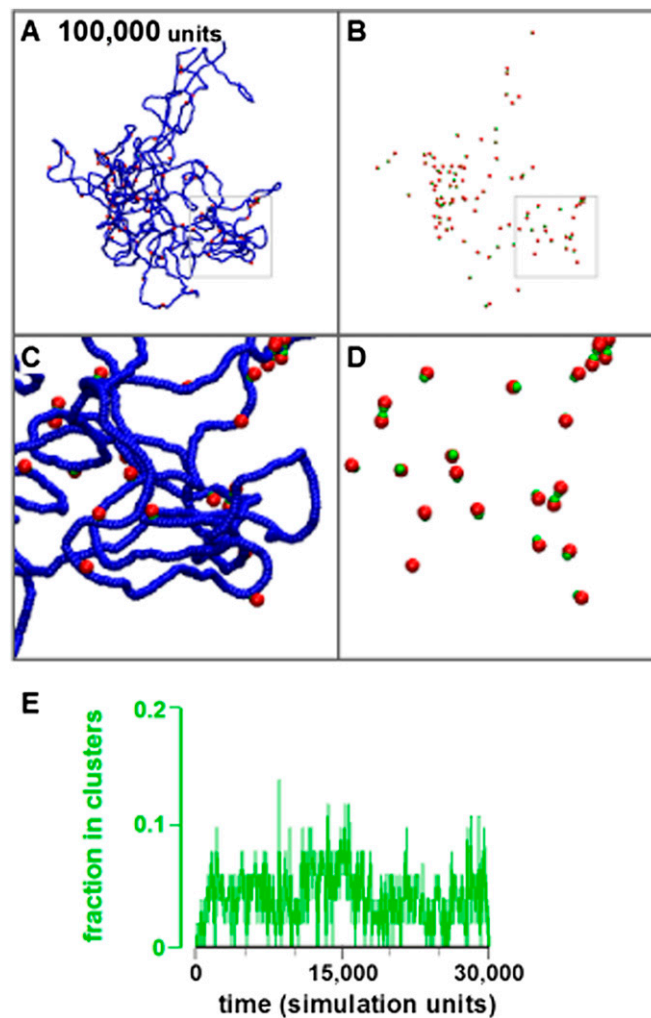 A 100,000 units
B
C
D
E
fraction in clusters
0.2
0.1
0
0
15,000
30,000
time (simulation units)